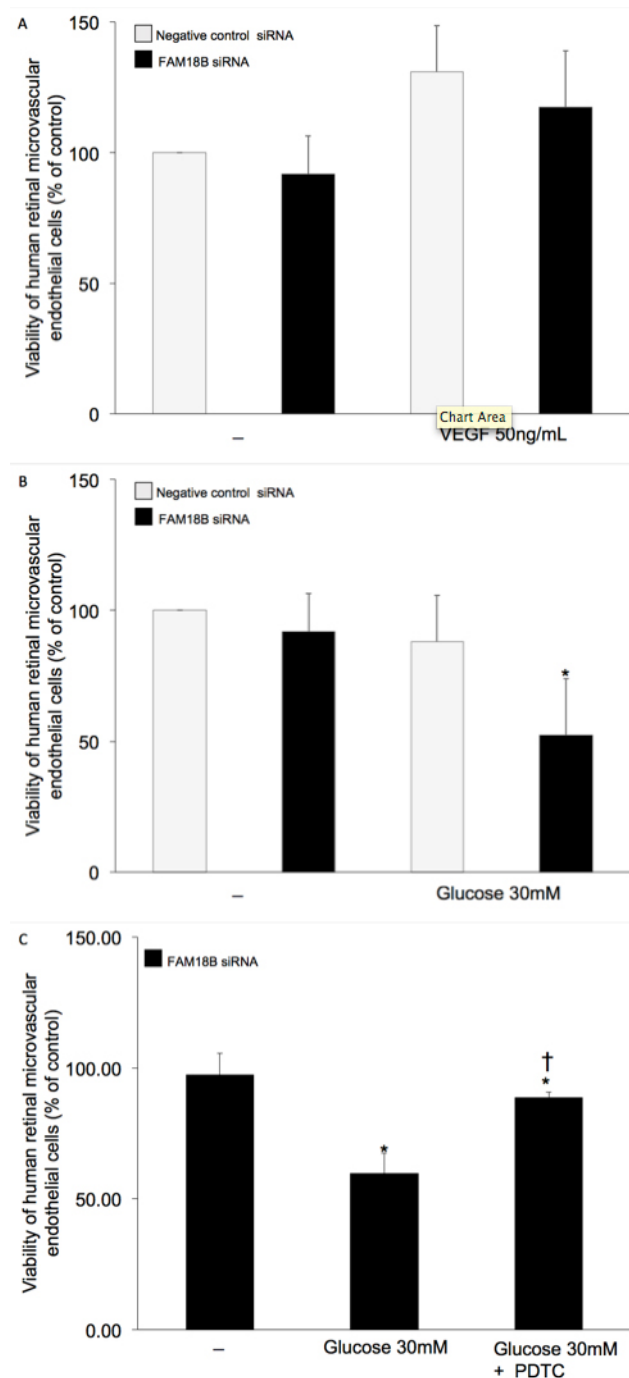 A
150
Negative control siRNA
FAM18B siRNA
100
50
0
Viability of human retinal microvascular
endothelial cells (% of control)
Chart Area
–
VEGF 50ng/mL
B
150
Negative control siRNA
FAM18B siRNA
100
*
50
0
Viability of human retinal microvascular
endothelial cells (% of control)
–
Glucose 30mM
C
150.00
FAM18B siRNA
100.00
†
*
*
50.00
0.00
Viability of human retinal microvascular
endothelial cells (% of control)
–
Glucose 30mM
Glucose 30mM
+ PDTC